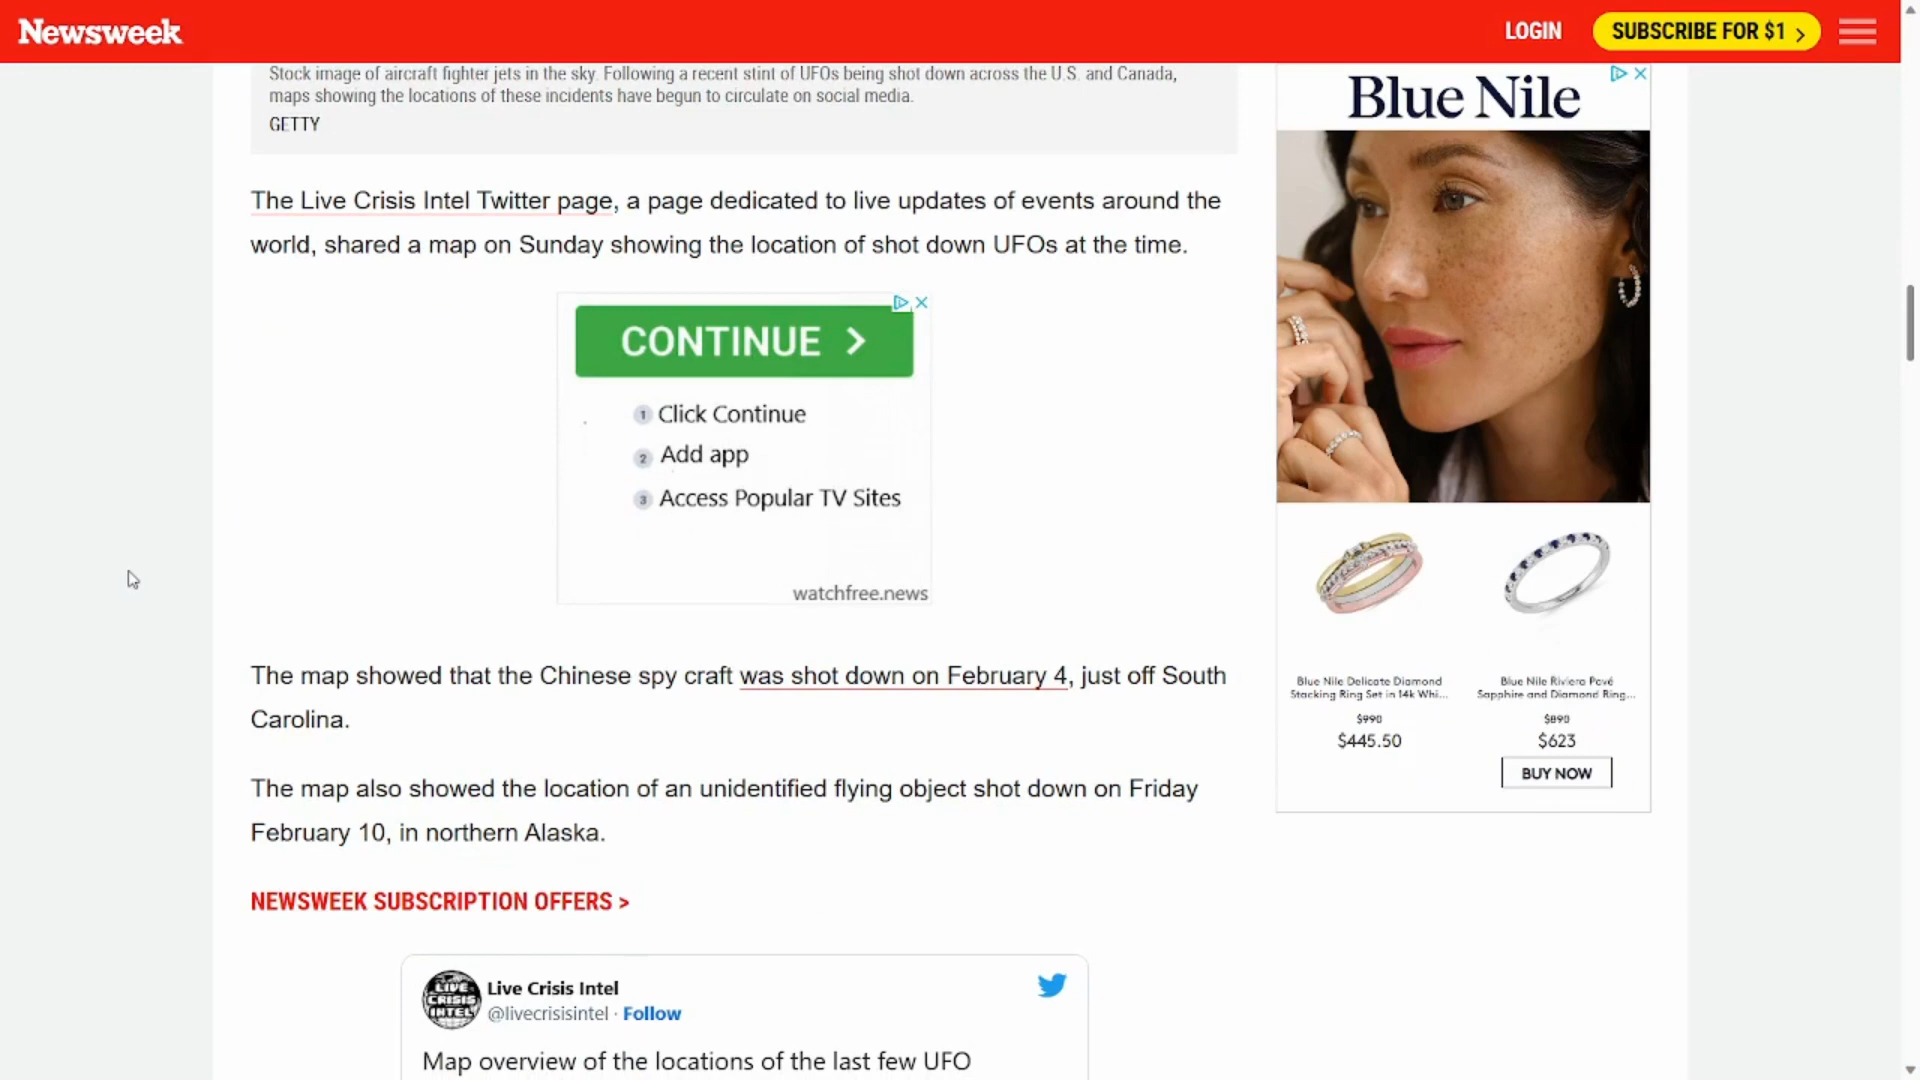 Newsweek
LOGIN
SUBSCRIBE FOR $1 >
Stock image of aircraft fighter jets in the sky. Following a recent stint of UFOs being shot down across the U.S. and Canada,
maps showing the locations of these incidents have begun to circulate on social media.
GETTY
The Live Crisis Intel Twitter page, a page dedicated to live updates of events around the
world, shared a map on Sunday showing the location of shot down UFOs at the time.
CONTINUE >
1 Click Continue
2 Add app
3 Access Popular TV Sites
watchfree.news
The map showed that the Chinese spy craft was shot down on February 4, just off South
Carolina.
The map also showed the location of an unidentified flying object shot down on Friday
February 10, in northern Alaska.
NEWSWEEK SUBSCRIPTION OFFERS >
LIVE
CRISIS
INTEL
Live Crisis Intel
@livecrisisintel · Follow
Map overview of the locations of the last few UFO
Blue Nile
Blue Nile Delicate Diamond
Stacking Ring Set in 14k Whi...
$990
$445.50
Blue Nile Riviera Pavé
Sapphire and Diamond Ring...
$890
$623
BUY NOW